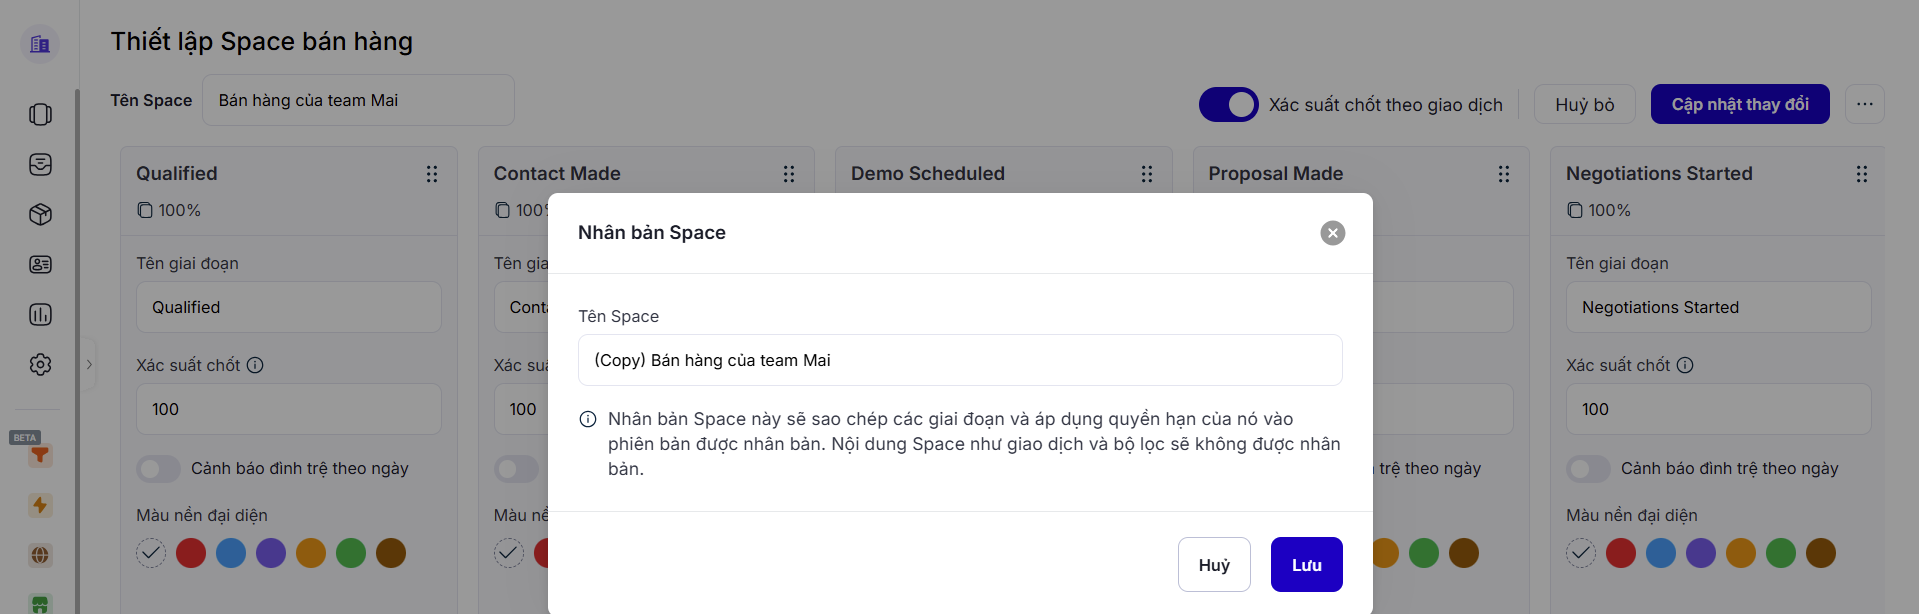 Thiết lập Space bán hàng
Tên Space
Bán hàng của team Mai
Xác suất chốt theo giao dịch
Huỷ bỏ
Cập nhật thay đổi
Qualified
Contact Made
Demo Scheduled
Proposal Made
Negotiations Started
100%
100%
100%
Nhân bản Space
Tên giai đoạn
Tên gia
Tên giai đoạn
Qualified
Cont
Negotiations Started
Tên Space
(Copy) Bán hàng của team Mai
Xác suất chốt
Xác su
Xác suất chốt
100
100
100
Nhân bản Space này sẽ sao chép các giai đoạn và áp dụng quyền hạn của nó vào
phiên bản được nhân bản. Nội dung Space như giao dịch và bộ lọc sẽ không được nhân
bản.
BETA
Cảnh báo đình trệ theo ngày
trệ theo ngày
Cảnh báo đình trệ theo ngày
Màu nền đại diện
Màu nề
Màu nền đại diện
Huỷ
Lưu